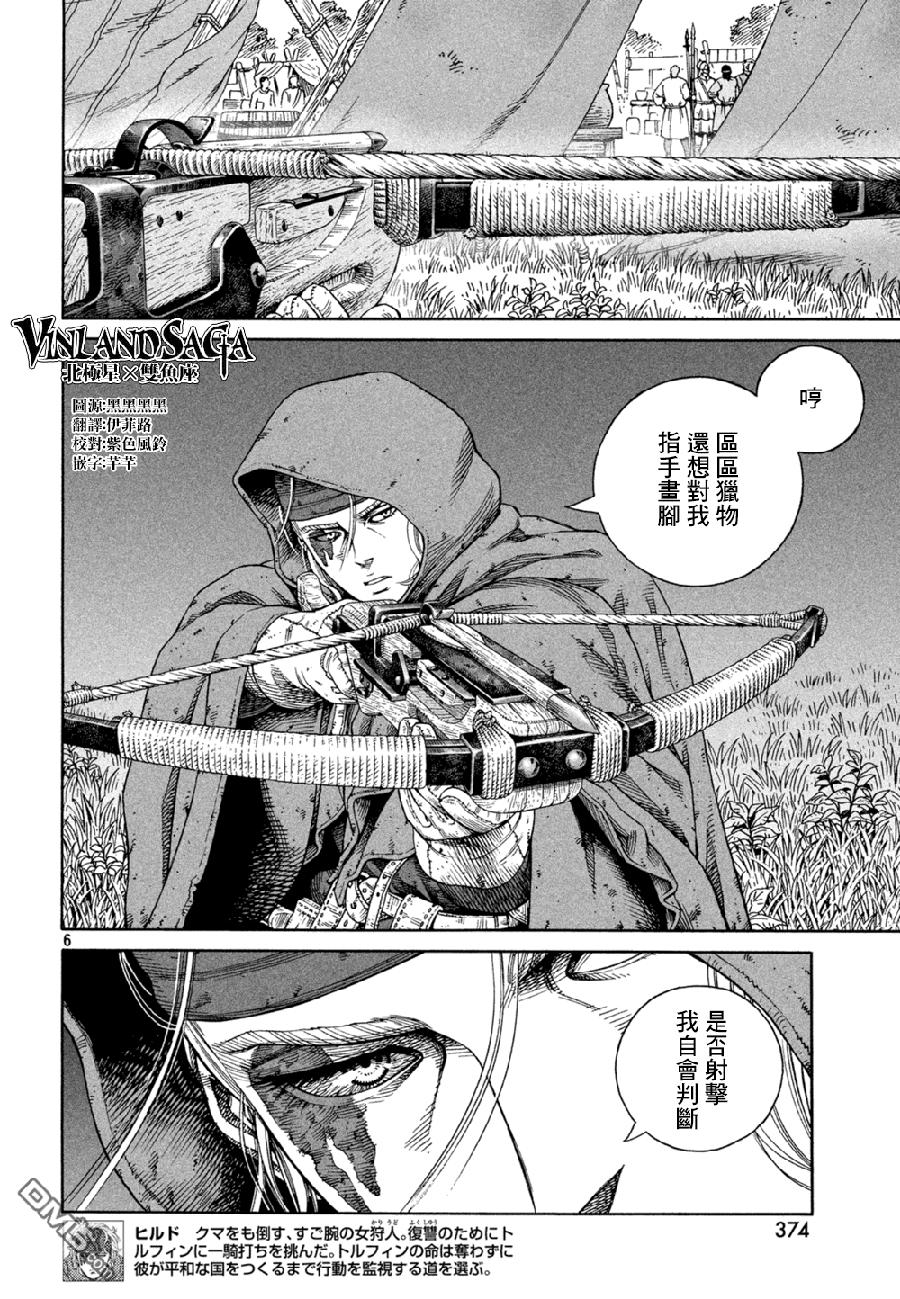 VINLAND SAGA
北極星×雙魚座
圖源:黑黑黑黑
翻譯:伊菲路
校對:紫色風鈴
嵌字:芊芊
哼
區區獵物
還想對我
指手畫腳
6
是否射擊
我自會判斷
374
DM5.com
ヒルド クマをも倒す、すご腕の女狩人。復讐のためにト
ルフィンに一騎打ちを挑んだ。トルフィンの命は奪わずに
彼が平和な国をつくるまで行動を監視する道を選ぶ。